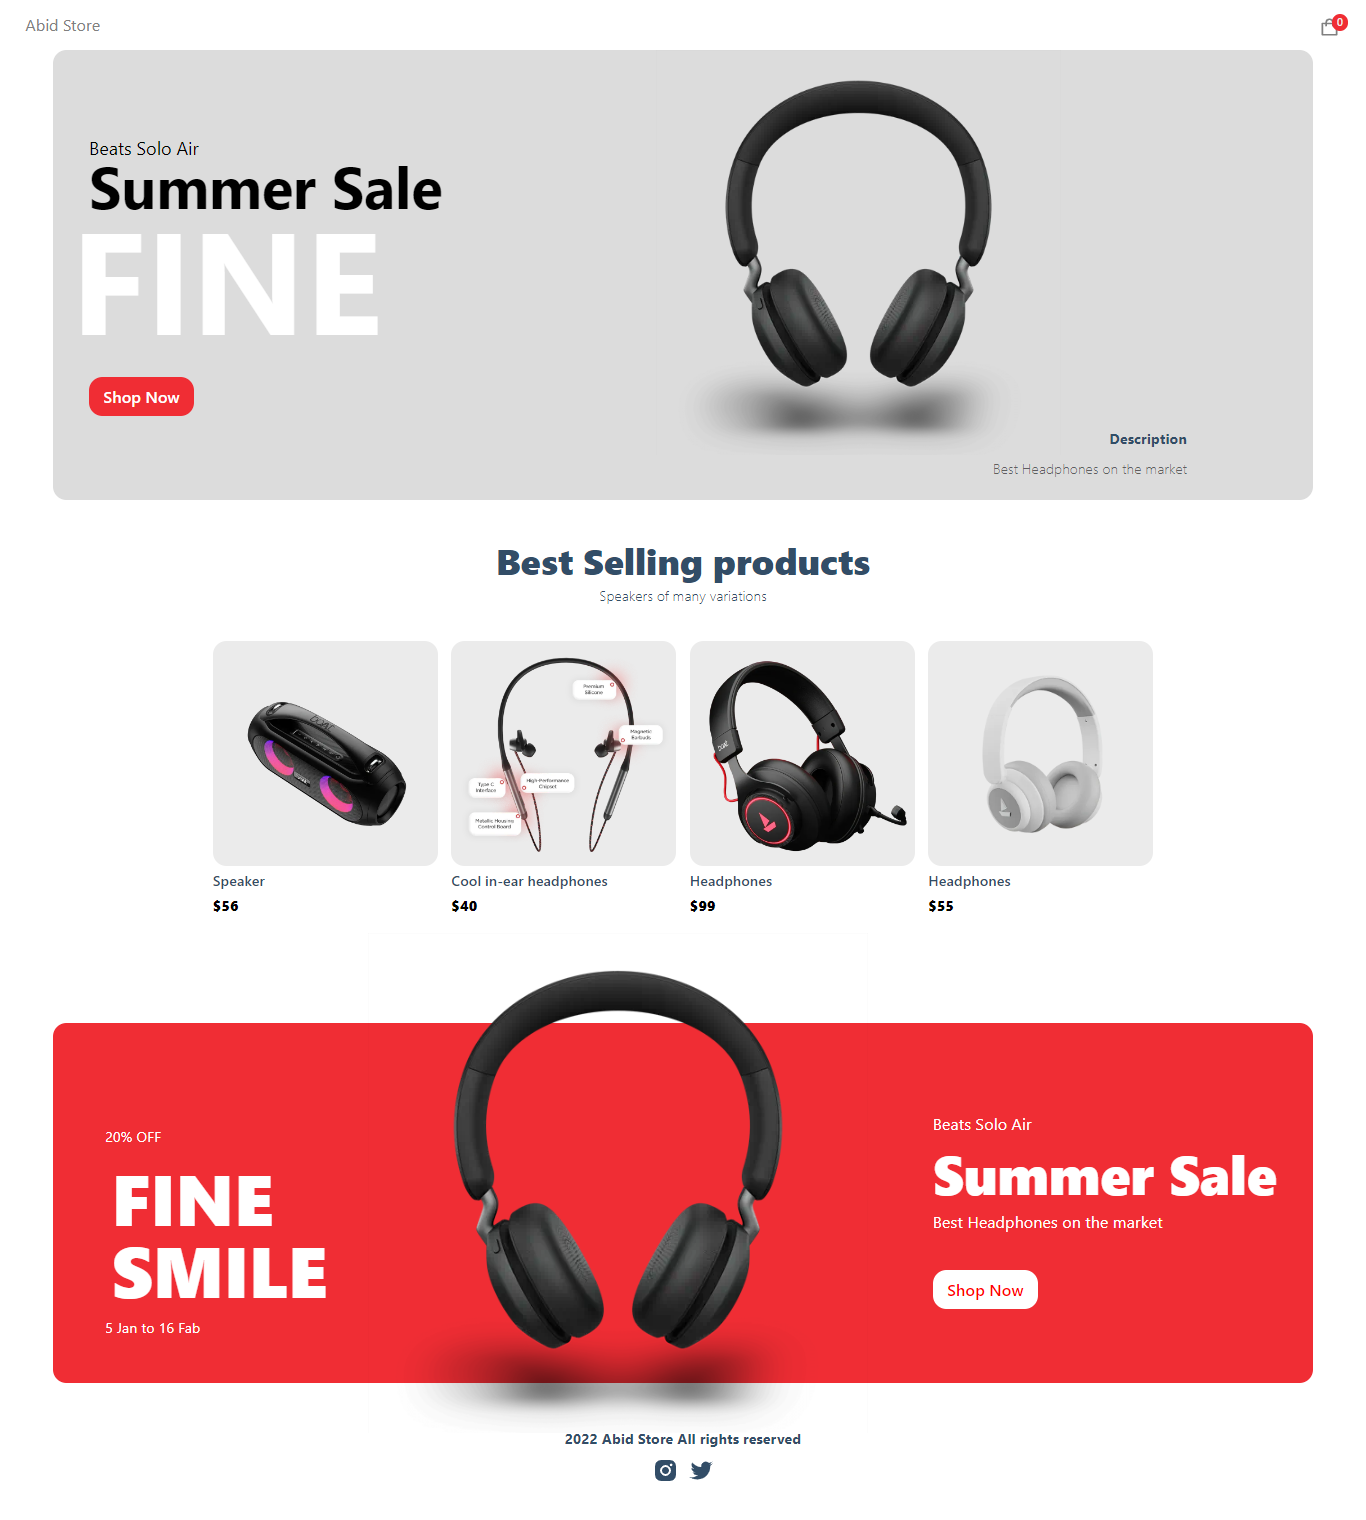 Abid Store
0
Beats Solo Air
Summer Sale
FINE
Shop Now
Description
Best Headphones on the market
Best Selling products
Speakers of many variations
boAt
Premium
Silicone
Magnetic
Earbuds
Type C
Interface
High-Performance
Chipset
Metallic Housing
Control Board
boAt
Speaker
$56
Cool in-ear headphones
$40
Headphones
$99
Headphones
$55
20% OFF
FINE
SMILE
5 Jan to 16 Fab
Beats Solo Air
Summer Sale
Best Headphones on the market
Shop Now
2022 Abid Store All rights reserved